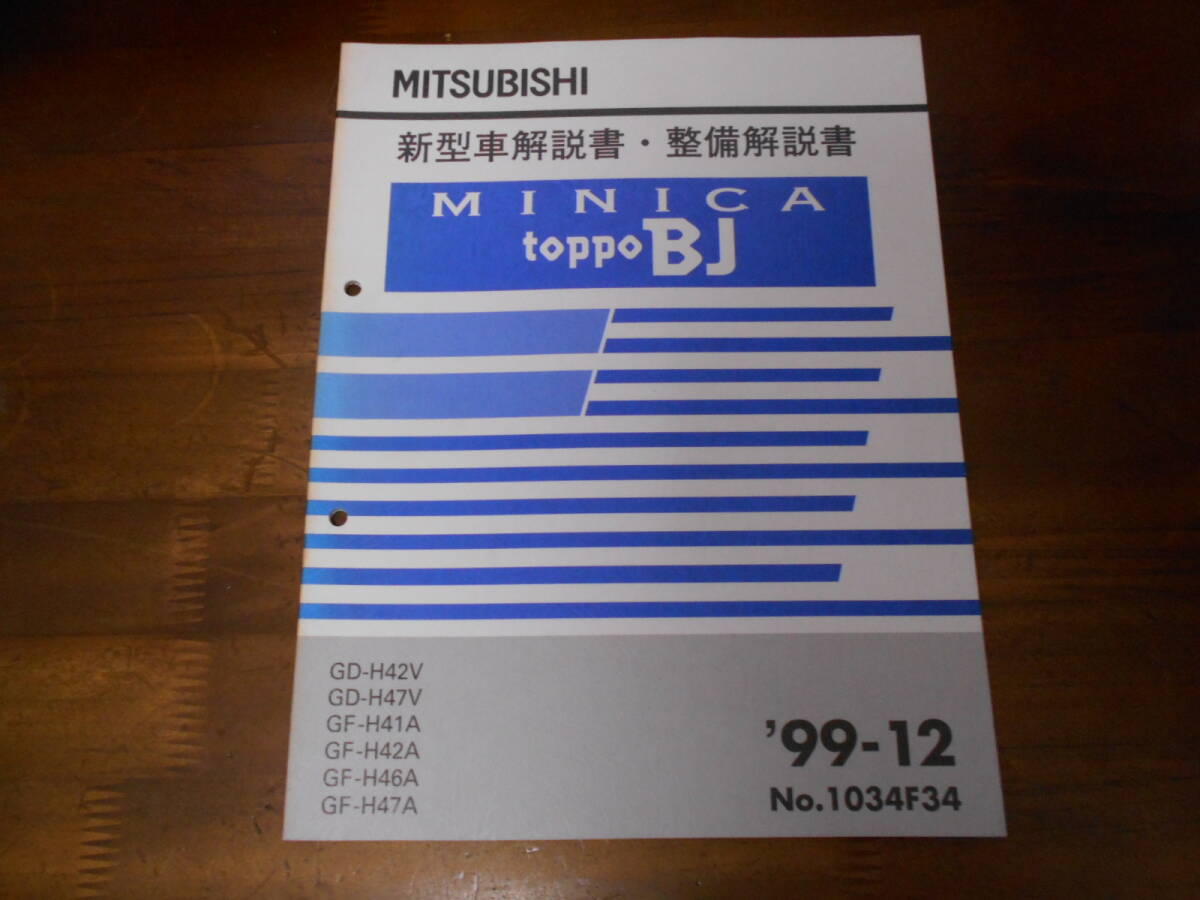 MITSUBISHI
新型車解説書・整備解説書
MINICA
toppo BJ
GD-H42V
GD-H47V
GF-H41A
GF-H42A
GF-H46A
GF-H47A
'99-12
No.1034F34